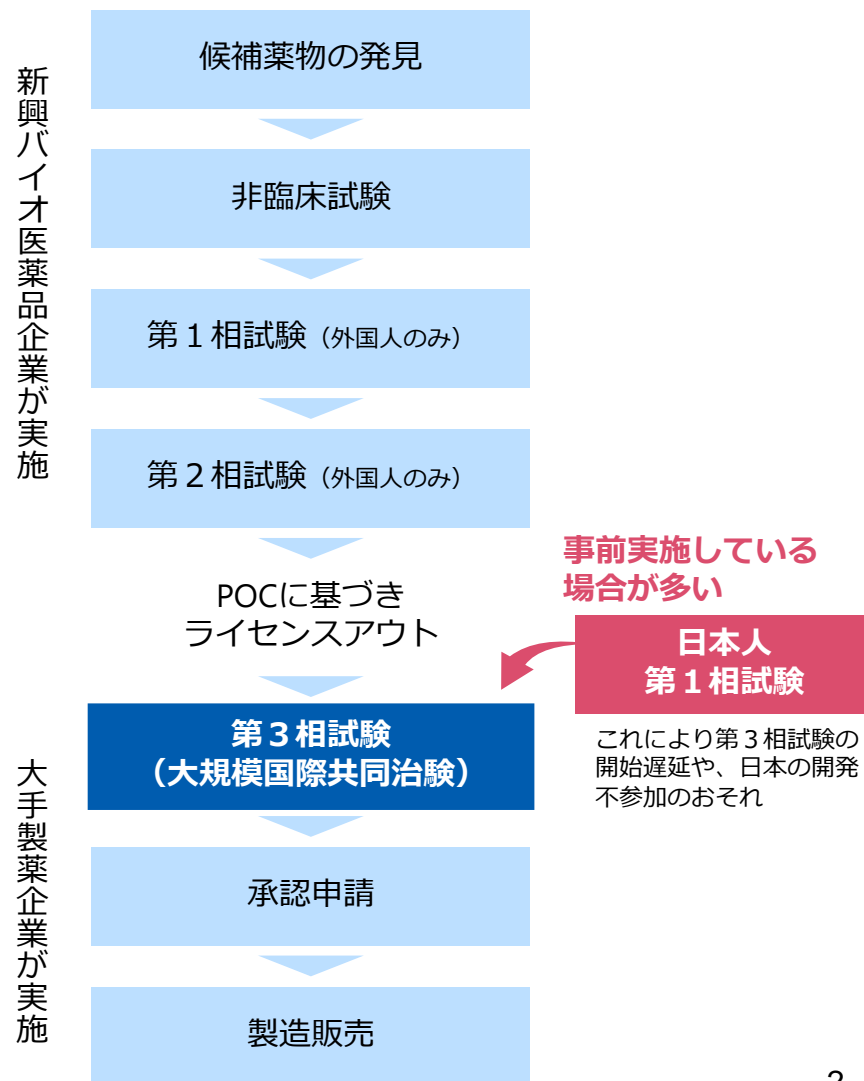 新興バイオ医薬品企業が実施
候補薬物の発見
非臨床試験
第１相試験（外国人のみ）
第２相試験（外国人のみ）
POCに基づき
ライセンスアウト
事前実施している
場合が多い
日本人
第１相試験
これにより第３相試験の
開始遅延や、日本の開発
不参加のおそれ
大手製薬企業が実施
第３相試験
（大規模国際共同治験）
承認申請
製造販売